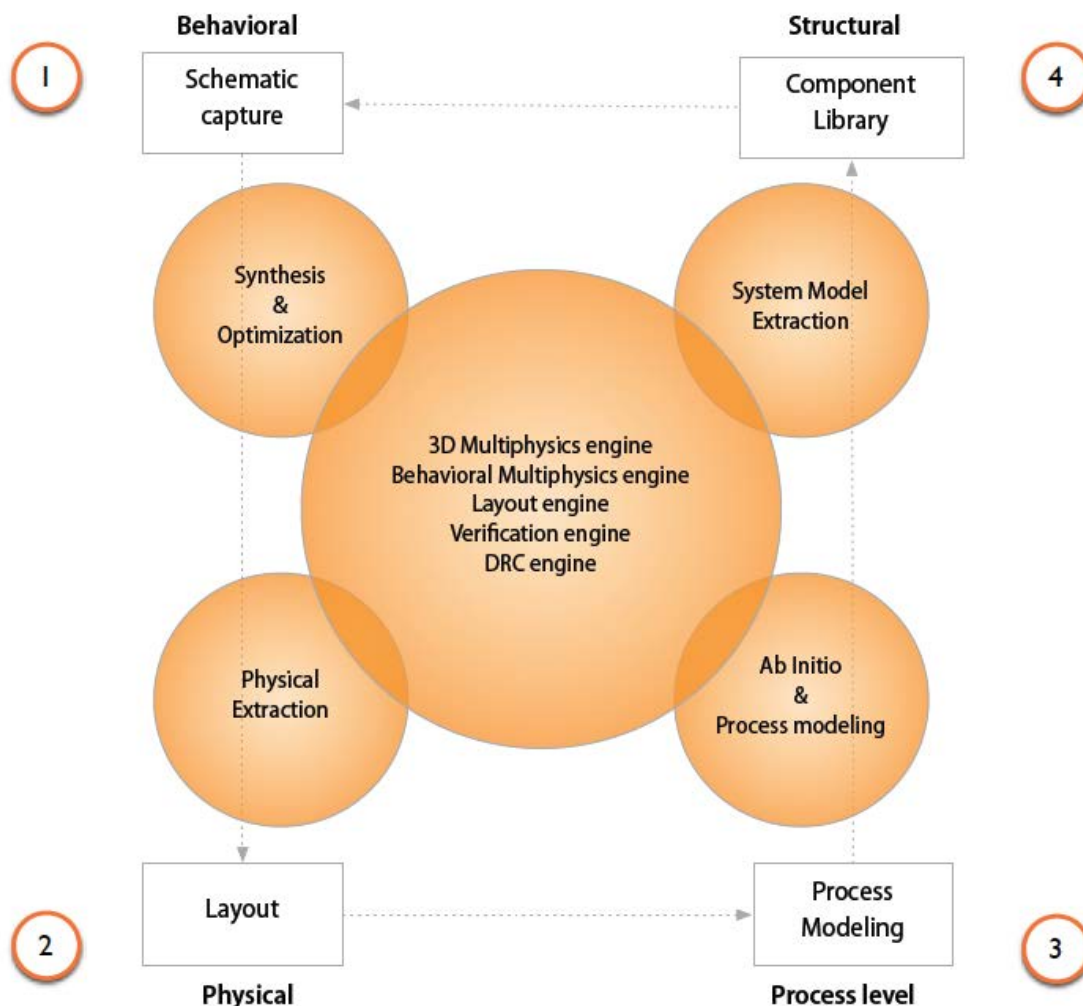 Behavioral
Structural
1
Schematic
capture
Component
Library
4
Synthesis
&
Optimization
System Model
Extraction
3D Multiphysics engine
Behavioral Multiphysics engine
Layout engine
Verification engine
DRC engine
Physical
Extraction
Ab Initio
&
Process modeling
2
Layout
Process
Modeling
3
Physical
Process level